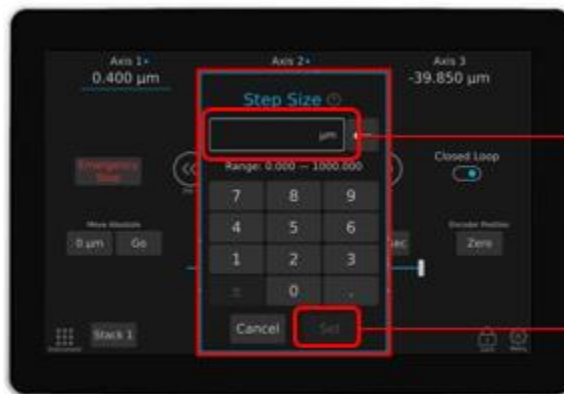 Axis 1
Axis 2
Axis 3
0.400 µm
-39.850 µm
Step Size
µm
Range: 0.000 — 1000.000
Emergency
Stop
Closed Loop
7 8 9
4 5 6
1 2 3
± 0 .
Move Absolute
0 µm Go
Encoder Position
Zero
Cancel Set
Stack 1